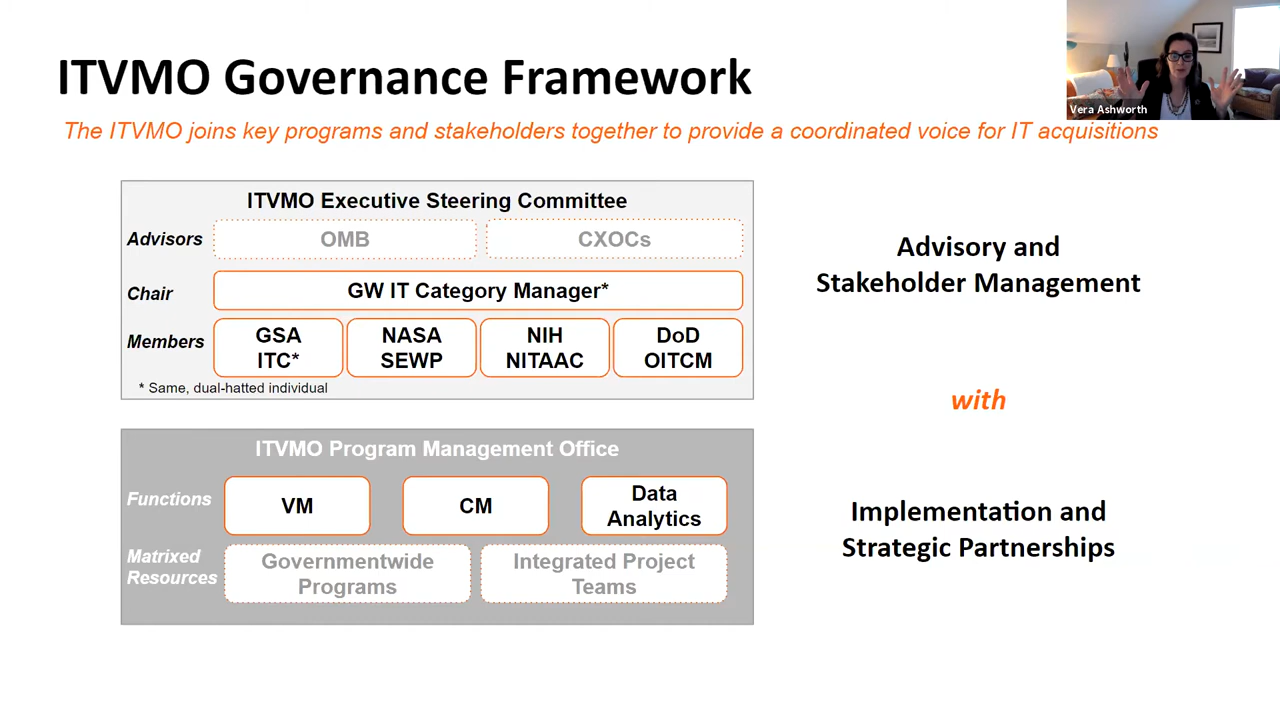 ITVMO Governance Framework
Vera Ashworth
The ITVMO joins key programs and stakeholders together to provide a coordinated voice for IT acquisitions
ITVMO Executive Steering Committee
Advisors
OMB
CXOCs
Chair
GW IT Category Manager*
Members
GSA
ITC*
NASA
SEWP
NIH
NITAAC
DoD
OITCM
* Same, dual-hatted individual
ITVMO Program Management Office
Functions
VM
CM
Data
Analytics
Matrixed
Resources
Governmentwide
Programs
Integrated Project
Teams
Advisory and
Stakeholder Management
with
Implementation and
Strategic Partnerships